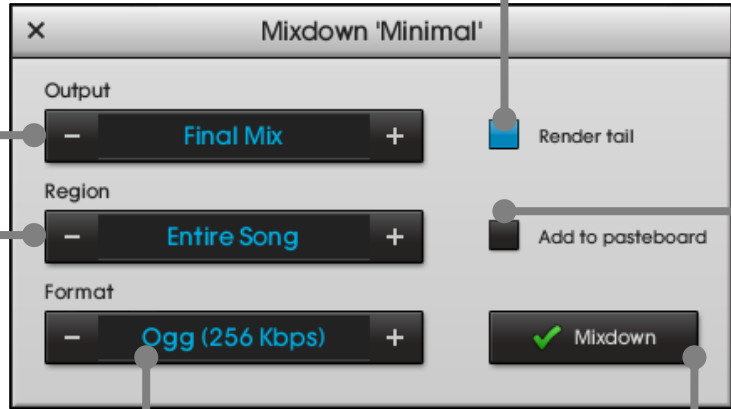 ×
Mixdown 'Minimal'
Output
− Final Mix +
Render tail
Region
− Entire Song +
Add to pasteboard
Format
− Ogg (256 Kbps) +
Mixdown